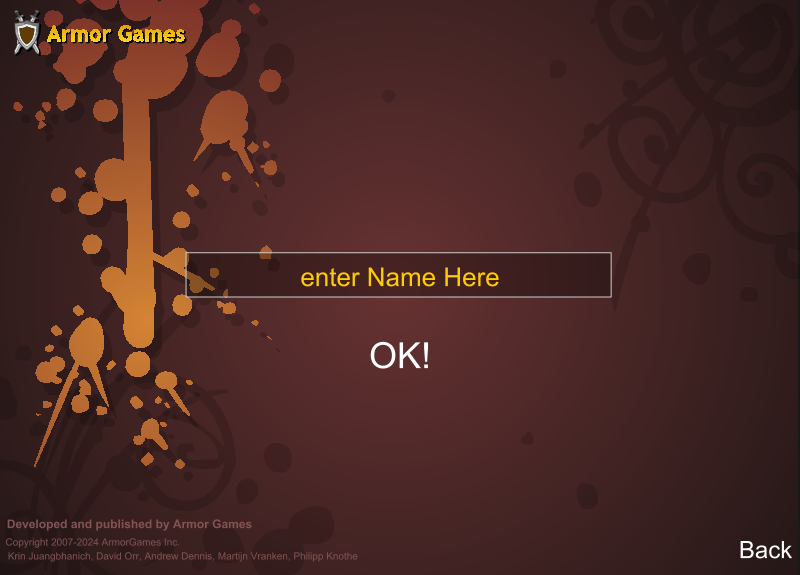 Armor Games
enter Name Here
OK!
Developed and published by Armor Games
Copyright 2007-2024 ArmorGames Inc.
Krin Juangbhanich, David Orr, Andrew Dennis, Martijn Vranken, Philipp Knothe
Back